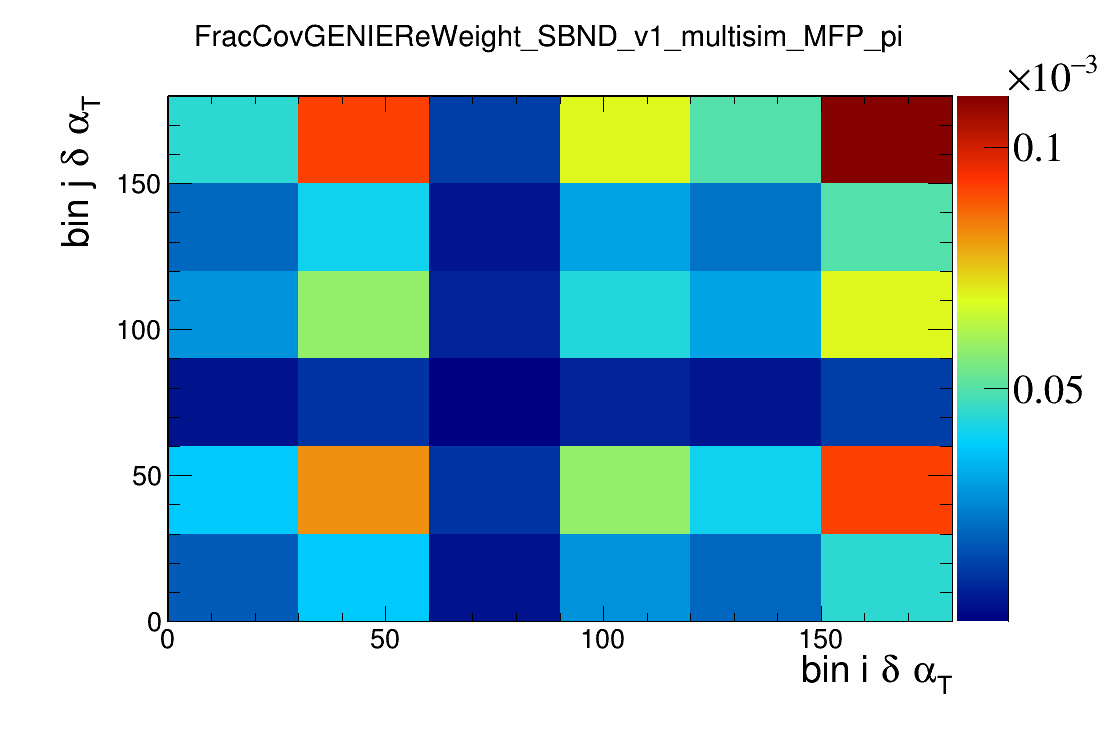 FracCovGENIEReWeight_SBND_v1_multisim_MFP_pi
×10⁻³
bin j δ α_T
150
100
50
0
0.1
0.05
0 50 100 150
bin i δ α_T